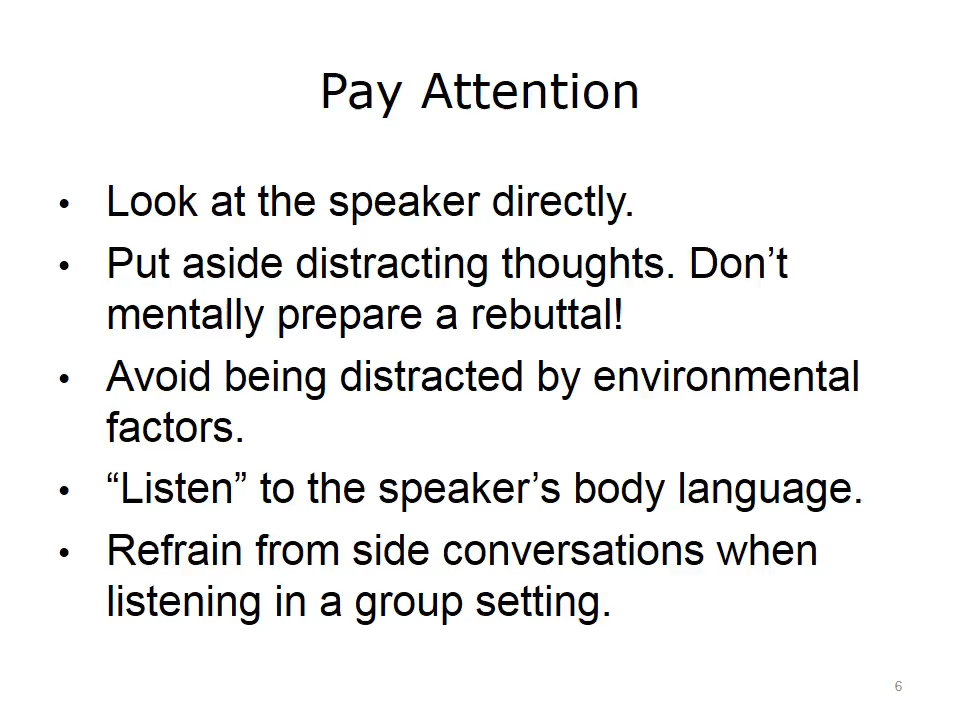 Pay Attention
• Look at the speaker directly.
• Put aside distracting thoughts. Don’t
mentally prepare a rebuttal!
• Avoid being distracted by environmental
factors.
• “Listen” to the speaker’s body language.
• Refrain from side conversations when
listening in a group setting.
6